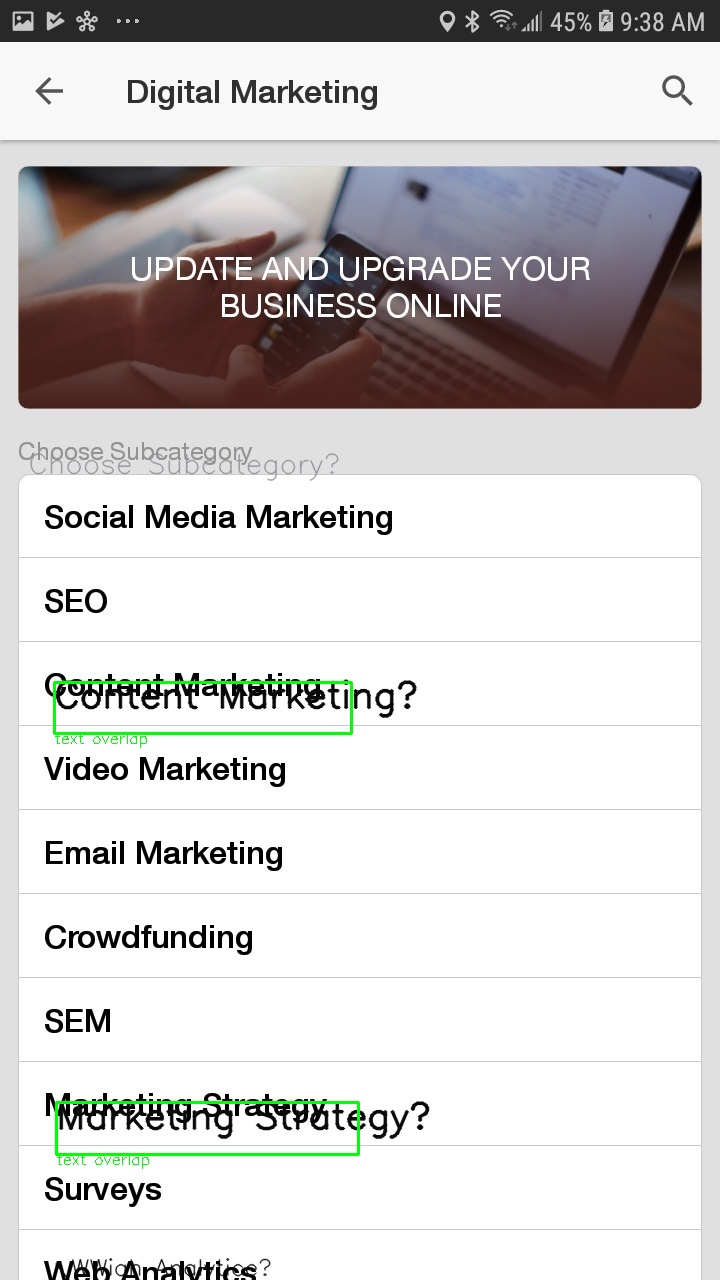 45% 9:38 AM
Digital Marketing
UPDATE AND UPGRADE YOUR
BUSINESS ONLINE
Choose Subcategory
Choose Subcategory?
Social Media Marketing
SEO
Content Marketing
Content Marketing?
text overlap
Video Marketing
Email Marketing
Crowdfunding
SEM
Marketing Strategy
Marketing Strategy?
text overlap
Surveys
Web Analytics